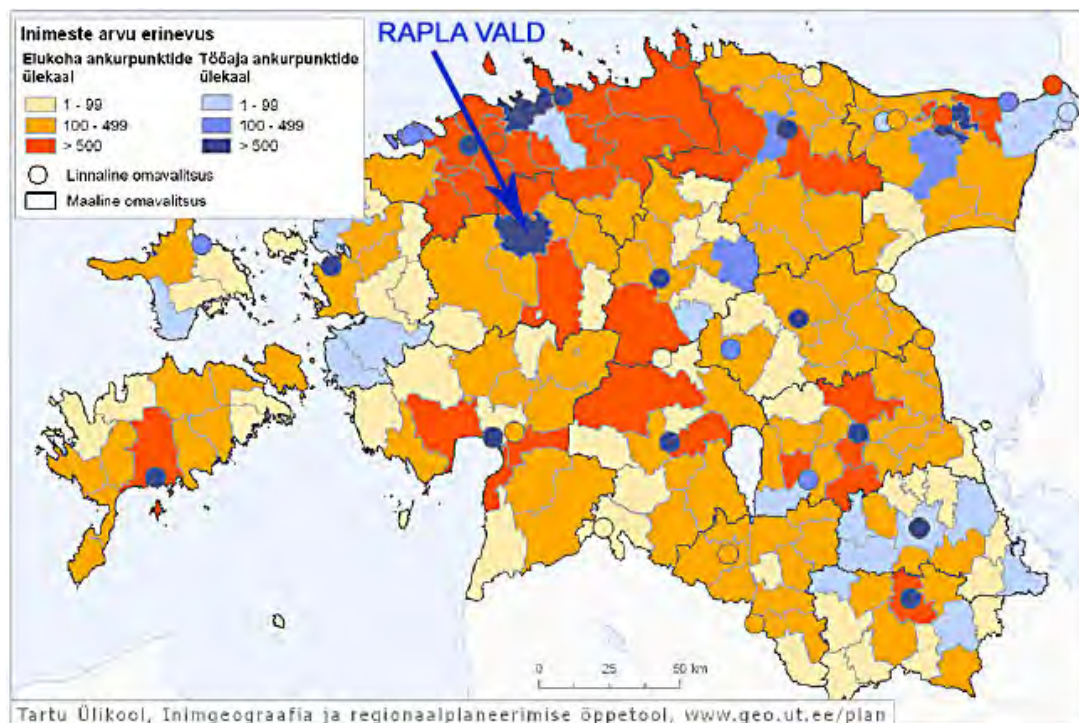 Inimeste arvu erinevus
Elukoha ankurpunktide ülekaal
Tööaja ankurpunktide ülekaal
1 - 99
100 - 499
> 500
1 - 99
100 - 499
> 500
Linnaline omavalitsus
Maaline omavalitsus
RAPLA VALD
0 25 50 km
Tartu Ülikool, Inimgeograafia ja regionaalplaneerimise õppetool, www.geo.ut.ee/plan